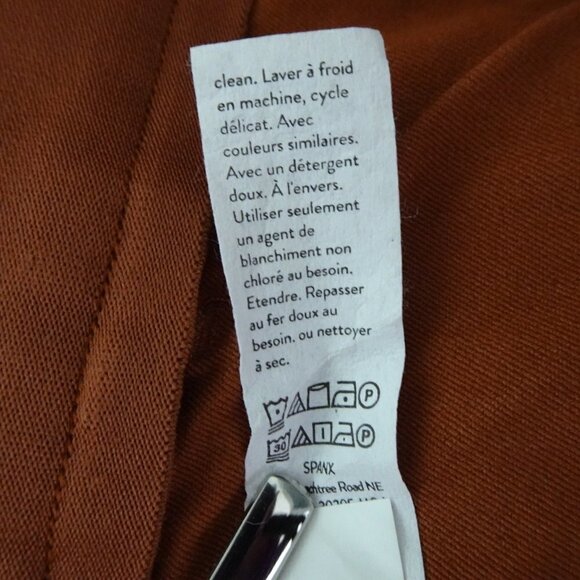 clean. Laver à froid
en machine, cycle
délicat. Avec
couleurs similaires.
Avec un détergent
doux. À l'envers.
Utiliser seulement
un agent de
blanchiment non
chloré au besoin.
Etendre. Repasser
au fer doux au
besoin. ou nettoyer
à sec.
P
30 P
SPANX
Road NE